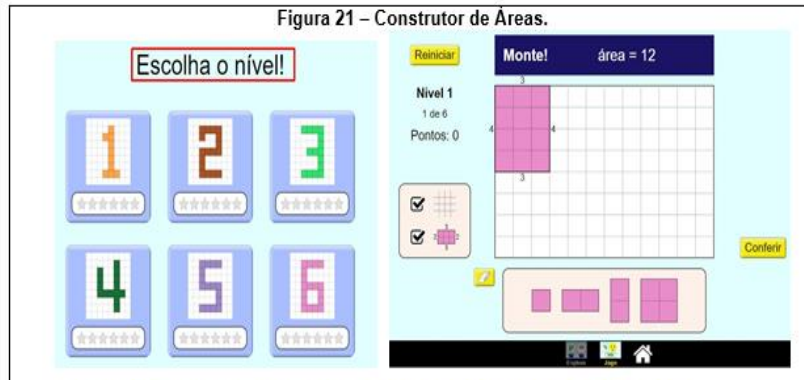 Figura 21 – Construtor de Áreas.
Escolha o nível!
1 2 3
4 5 6
Reiniciar
Monte! área = 12
Nível 1
1 de 6
Pontos: 0
3
4 4
3
Conferir
Jogo